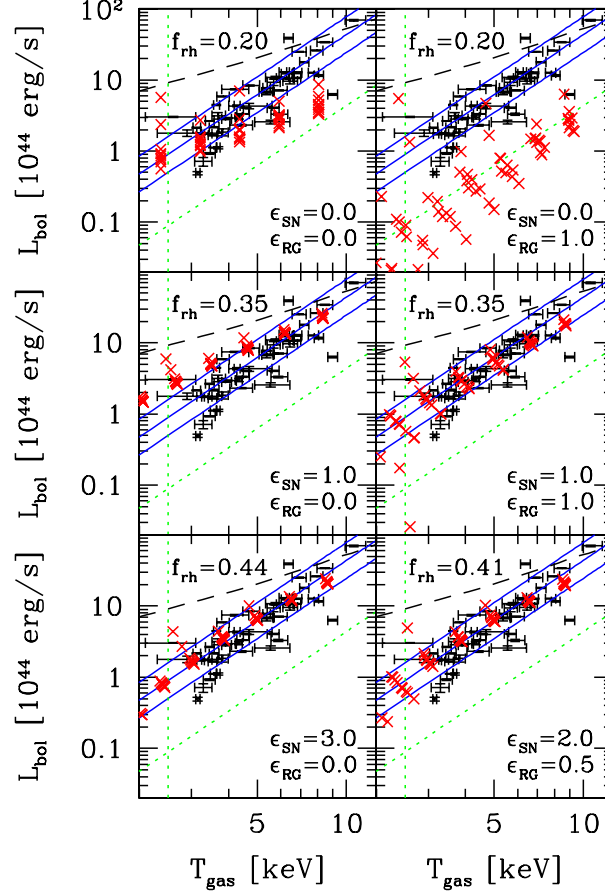 10²
f_rh=0.20
f_rh=0.20
10
L_bol [10⁴⁴ erg/s]
1
0.1
ε_SN=0.0
ε_RG=0.0
ε_SN=0.0
ε_RG=1.0
f_rh=0.35
f_rh=0.35
10
L_bol [10⁴⁴ erg/s]
1
0.1
ε_SN=1.0
ε_RG=0.0
ε_SN=1.0
ε_RG=1.0
f_rh=0.44
f_rh=0.41
10
L_bol [10⁴⁴ erg/s]
1
0.1
ε_SN=3.0
ε_RG=0.0
ε_SN=2.0
ε_RG=0.5
5 10 5 10
T_gas [keV] T_gas [keV]